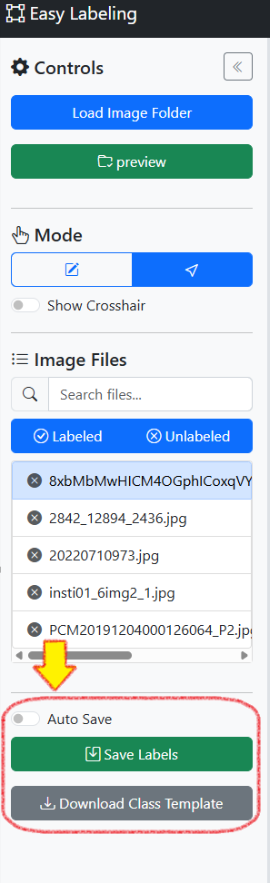 Easy Labeling
Controls
Load Image Folder
preview
Mode
Show Crosshair
Image Files
Search files...
Labeled
Unlabeled
8xbMbMwHICM4OGphICoxqVY
2842_12894_2436.jpg
20220710973.jpg
insti01_6img2_1.jpg
PCM20191204000126064_P2.jpg
Auto Save
Save Labels
Download Class Template